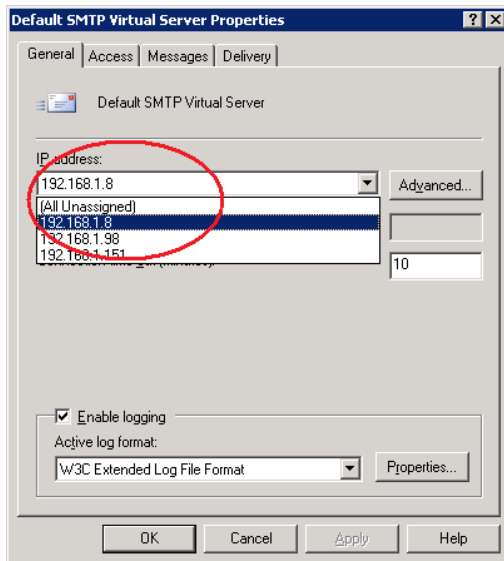 Default SMTP Virtual Server Properties
General Access Messages Delivery
Default SMTP Virtual Server
IP address:
192.168.1.8
Advanced...
(All Unassigned)
192.168.1.8
192.168.1.98
192.168.1.151
10
Enable logging
Active log format:
W3C Extended Log File Format
Properties...
OK Cancel Apply Help